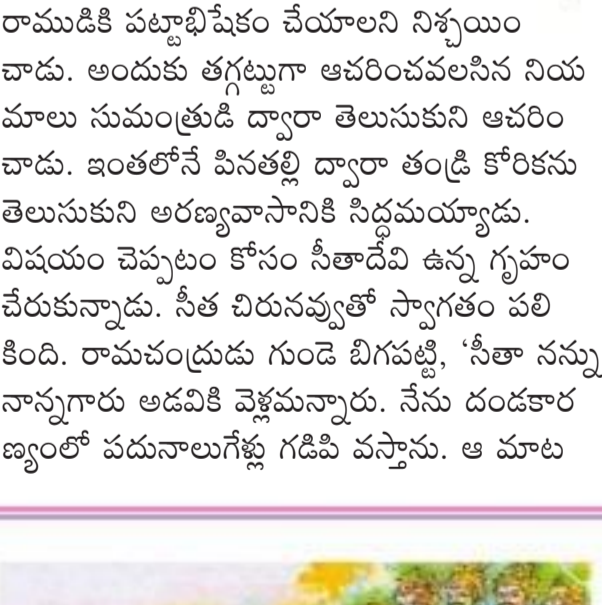 రాముడికి పట్టాభిషేకం చేయాలని నిశ్చయిం
చాడు. అందుకు తగ్గట్టుగా ఆచరించవలసిన నియ
మాలు సుమంత్రుడి ద్వారా తెలుసుకుని ఆచరిం
చాడు. ఇంతలోనే పినతల్లి ద్వారా తండ్రి కోరికను
తెలుసుకుని అరణ్యవాసానికి సిద్ధమయ్యాడు.
విషయం చెప్పటం కోసం సీతాదేవి ఉన్న గృహం
చేరుకున్నాడు. సీత చిరునవ్వుతో స్వాగతం పలి
కింది. రామచంద్రుడు గుండె బిగపట్టి, ‘సీతా నన్ను
నాన్నగారు అడవికి వెళ్లమన్నారు. నేను దండకార
ణ్యంలో పదునాలుగేళ్లు గడిపి వస్తాను. ఆ మాట